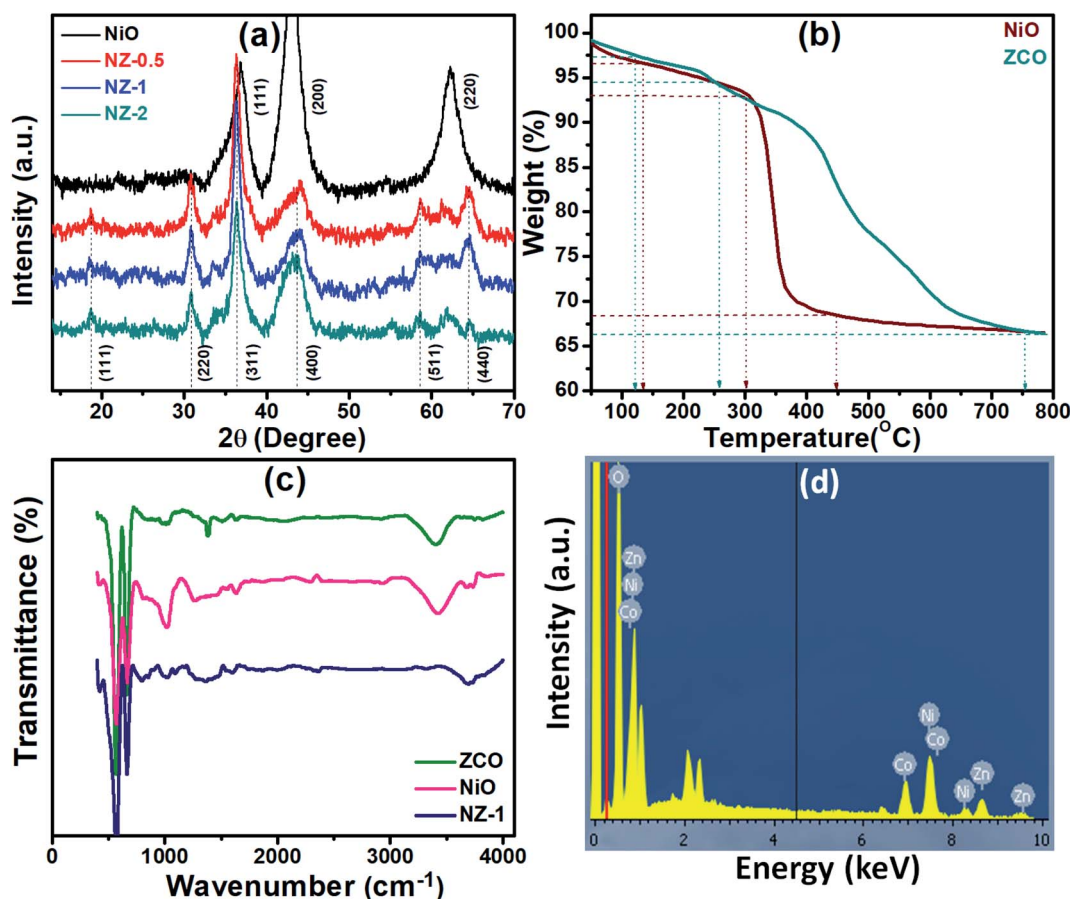 (a)
NiO
NZ-0.5
NZ-1
NZ-2
(111)
(200)
(220)
(111)
(220)
(311)
(400)
(511)
(440)
Intensity (a.u.)
20 30 40 50 60 70
2θ (Degree)
(b)
NiO
ZCO
100
95
90
85
80
75
70
65
60
Weight (%)
100 200 300 400 500 600 700 800
Temperature(°C)
(c)
Transmittance (%)
ZCO
NiO
NZ-1
0 1000 2000 3000 4000
Wavenumber (cm-1)
(d)
Intensity (a.u.)
O
Zn
Ni
Co
Co
Ni
Co
Ni
Zn
Zn
0 2 4 6 8 10
Energy (keV)